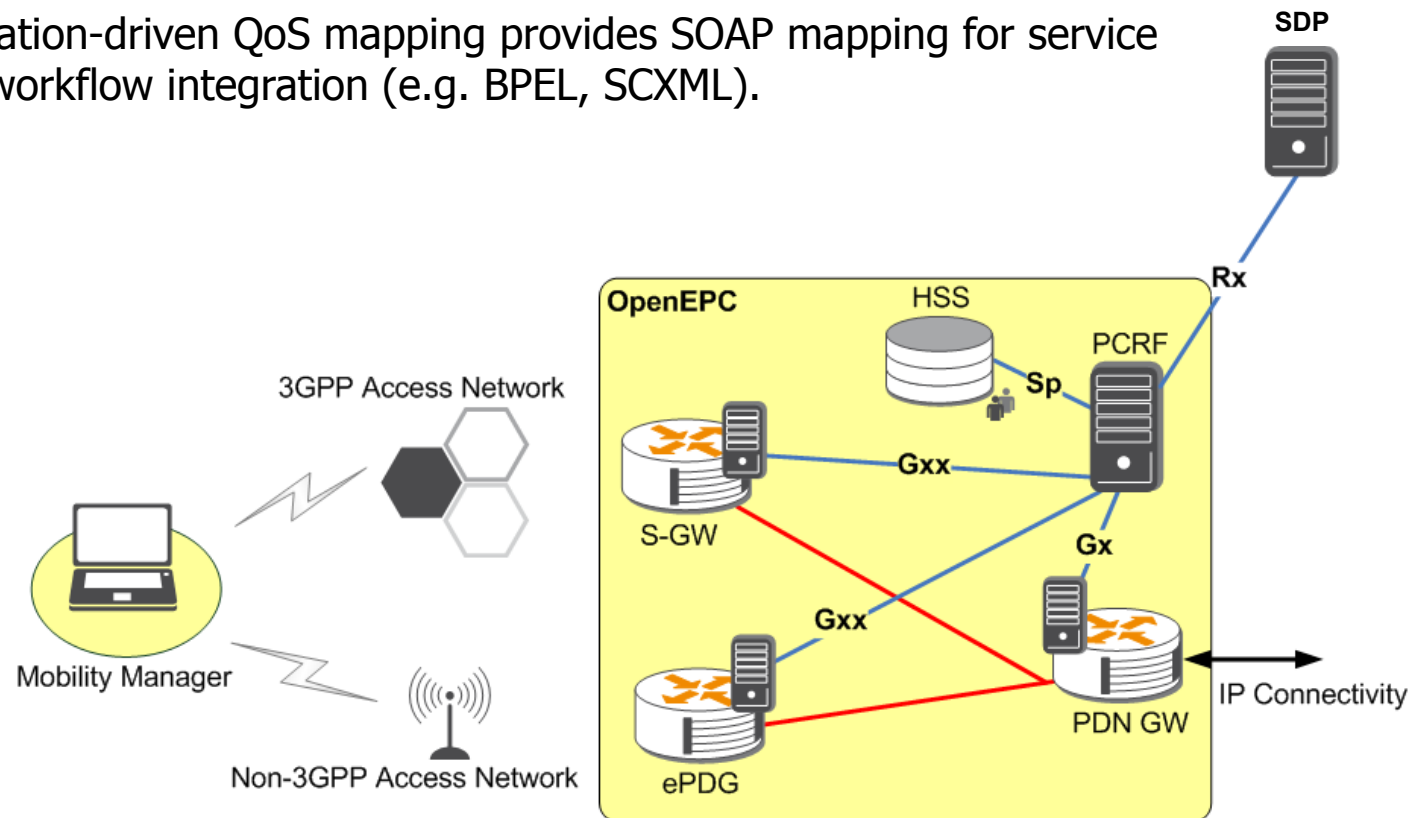 ation-driven QoS mapping provides SOAP mapping for service
workflow integration (e.g. BPEL, SCXML).
SDP
Rx
OpenEPC
HSS
PCRF
3GPP Access Network
Sp
Gxx
S-GW
Gx
Gxx
Mobility Manager
IP Connectivity
PDN GW
Non-3GPP Access Network
ePDG